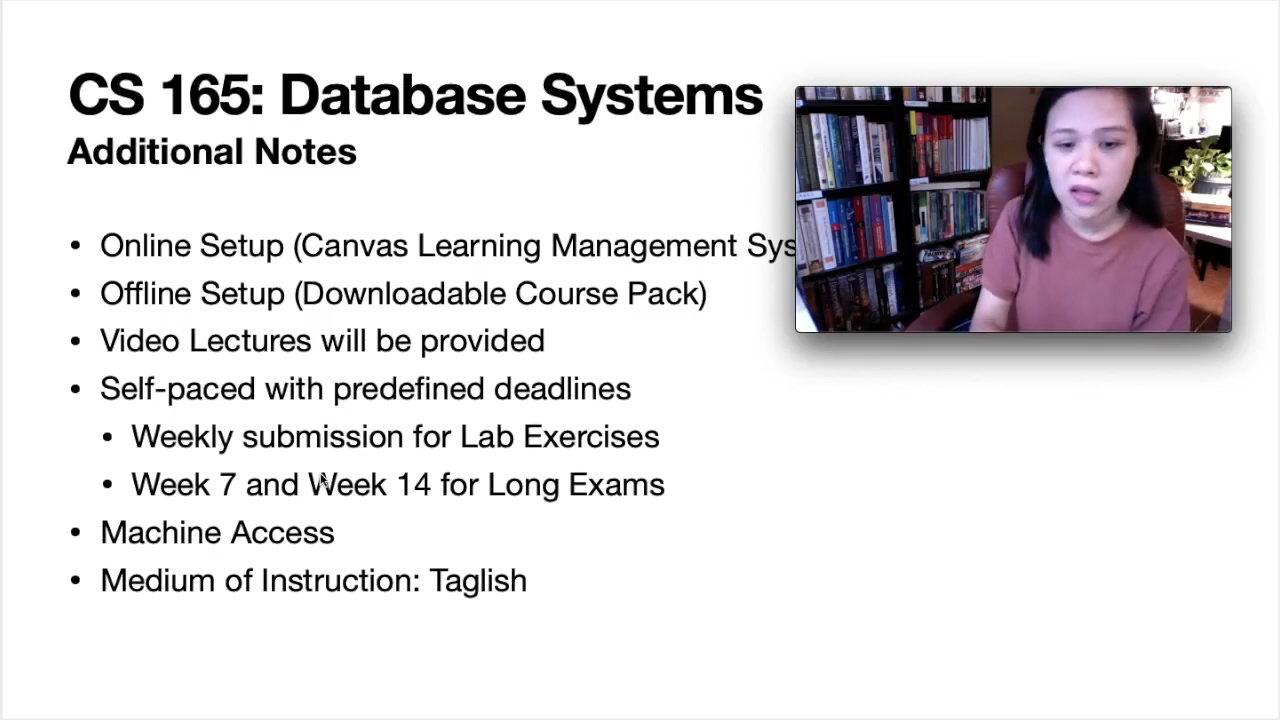 CS 165: Database Systems
Additional Notes
• Online Setup (Canvas Learning Management Sys
• Offline Setup (Downloadable Course Pack)
• Video Lectures will be provided
• Self-paced with predefined deadlines
• Weekly submission for Lab Exercises
• Week 7 and Week 14 for Long Exams
• Machine Access
• Medium of Instruction: Taglish